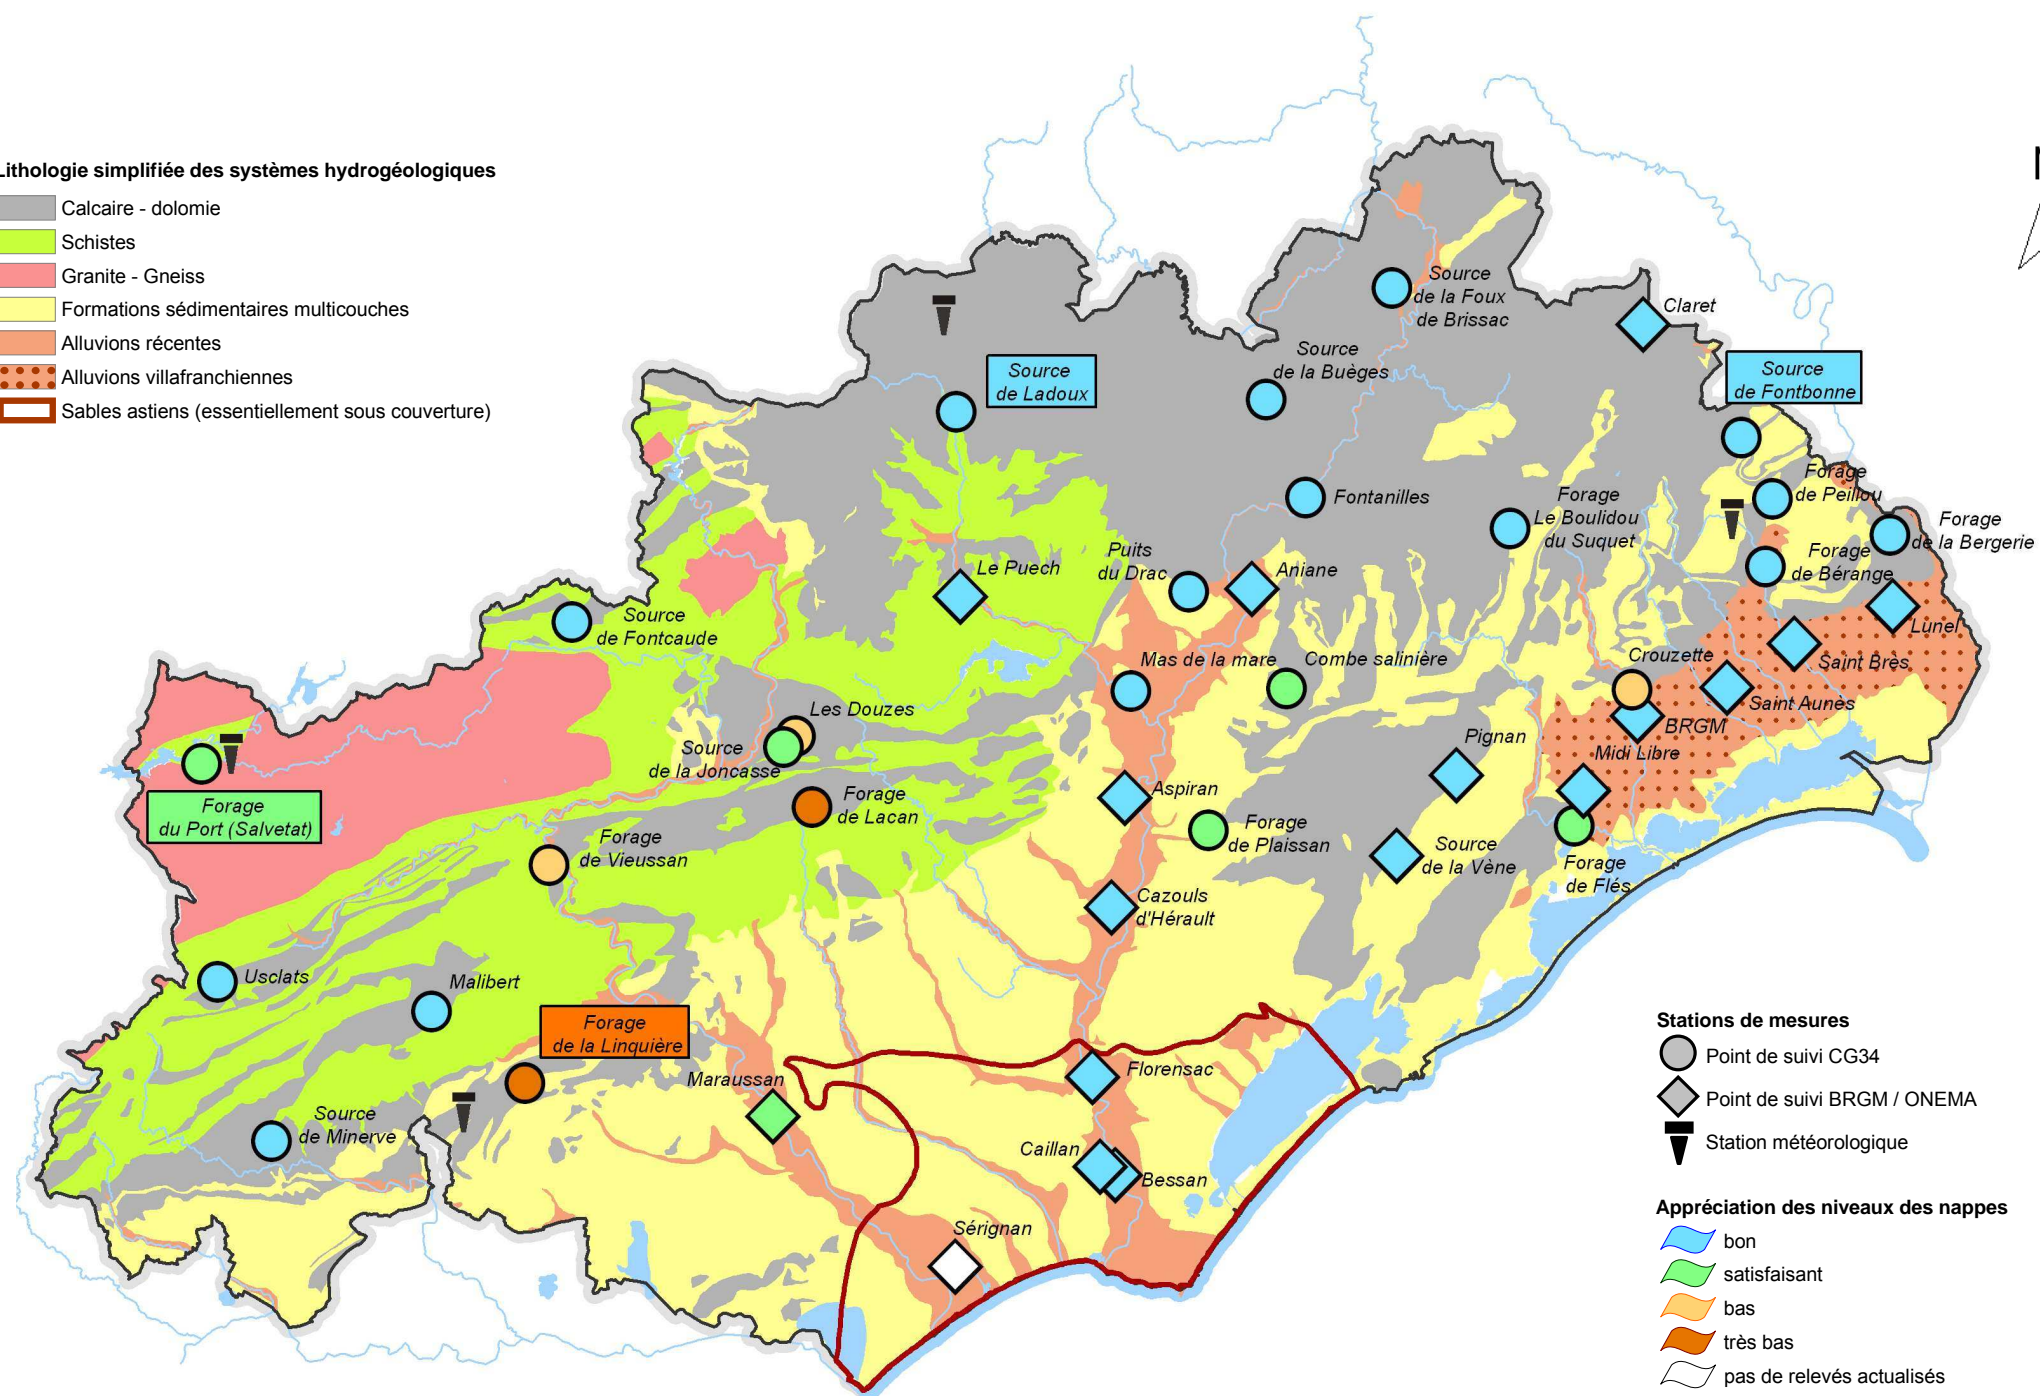 Lithologie simplifiée des systèmes hydrogéologiques
Calcaire - dolomie
Schistes
Granite - Gneiss
Formations sédimentaires multicouches
Alluvions récentes
Alluvions villafranchiennes
Sables astiens (essentiellement sous couverture)
N
Source
de la Foux
de Brissac
Claret
Source
de la Buèges
Source
de Ladoux
Source
de Fontbonne
Forage
de Peillou
Fontanilles
Forage
Le Boulidou
du Suquet
Forage
de la Bergerie
Puits
du Drac
Aniane
Forage
de Bérange
Le Puech
Source
de Fontcaude
Lunel
Saint Brès
Mas de la mare
Combe salinière
Crouzette
Saint Aunès
Les Douzes
BRGM
Source
de la Joncasse
Pignan
Midi Libre
Forage
du Port (Salvetat)
Forage
de Lacan
Aspiran
Forage
de Plaissan
Forage
de Vieussan
Source
de la Vène
Forage
de Flés
Cazouls
d'Hérault
Usclats
Malibert
Forage
de la Linquière
Maraussan
Florensac
Source
de Minerve
Caillan
Bessan
Sérignan
Stations de mesures
Point de suivi CG34
Point de suivi BRGM / ONEMA
Station météorologique
Appréciation des niveaux des nappes
bon
satisfaisant
bas
très bas
pas de relevés actualisés